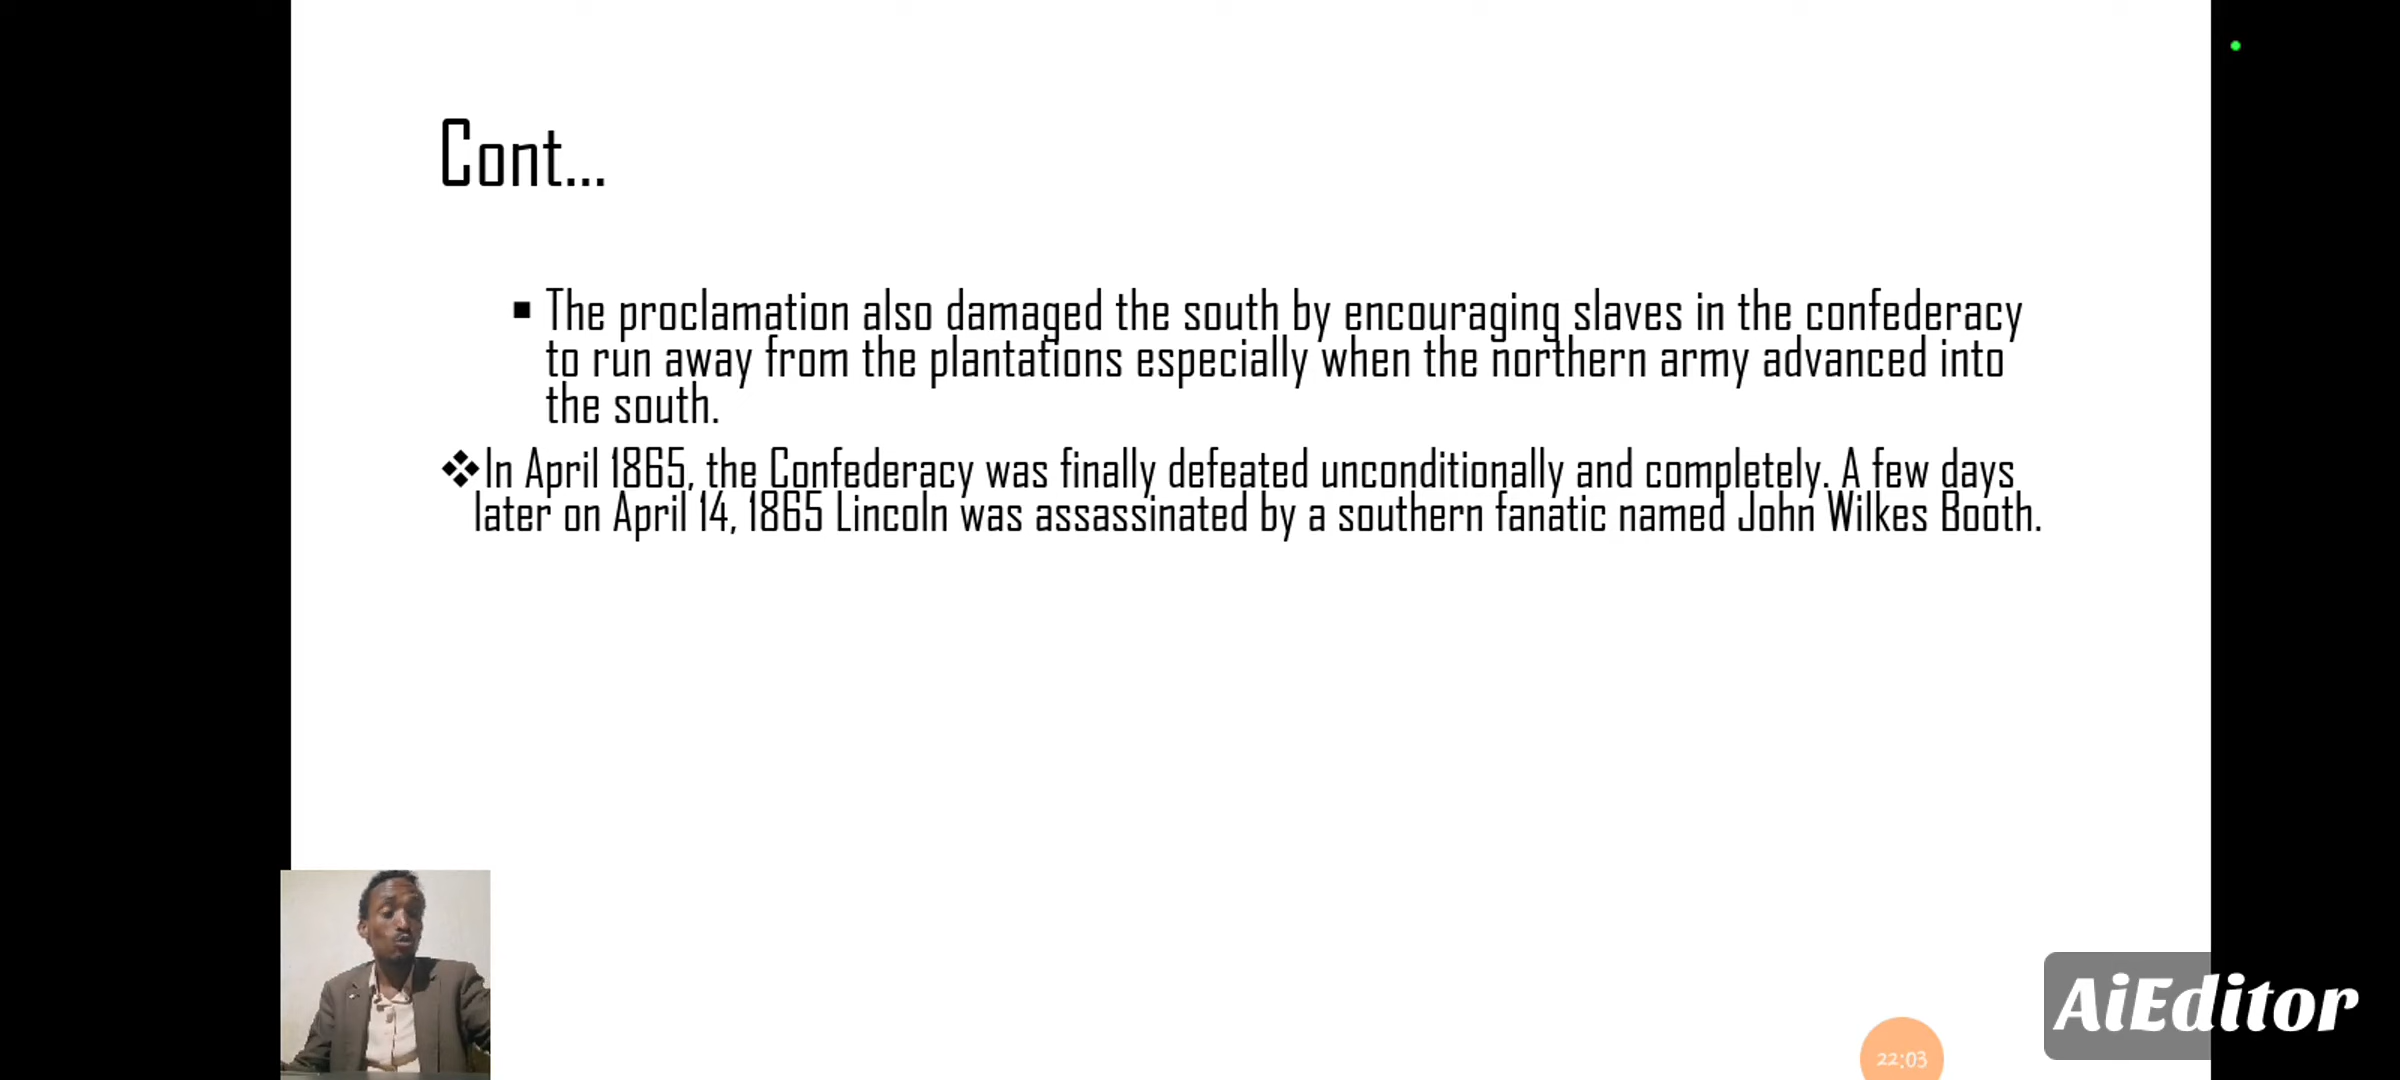 Cont...
▪ The proclamation also damaged the south by encouraging slaves in the confederacy
to run away from the plantations especially when the northern army advanced into
the south.
❖In April 1865, the Confederacy was finally defeated unconditionally and completely. A few days
later on April 14, 1865 Lincoln was assassinated by a southern fanatic named John Wilkes Booth.
AiEditor
22:03